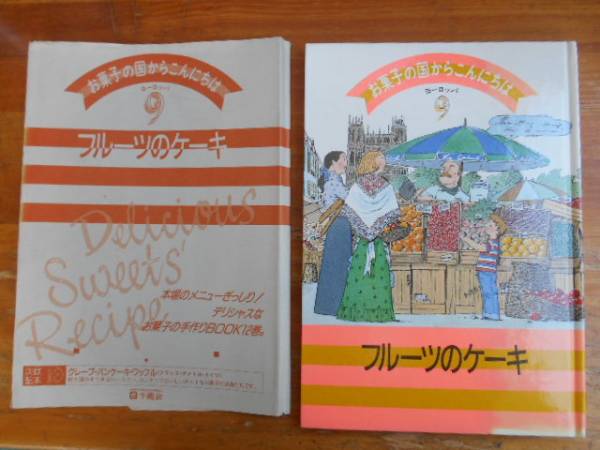 お菓子の国からこんにちは
ヨーロッパ
9
フルーツのケーキ
Delicious
Sweets'
Recipe
本場のメニューぎっしり!
デリシャスな
お菓子の手作りBOOK12巻。
次回
配本
10
クレープ・パンケーキ・ワッフル
千趣会
お菓子の国からこんにちは
ヨーロッパ
9
フルーツのケーキ